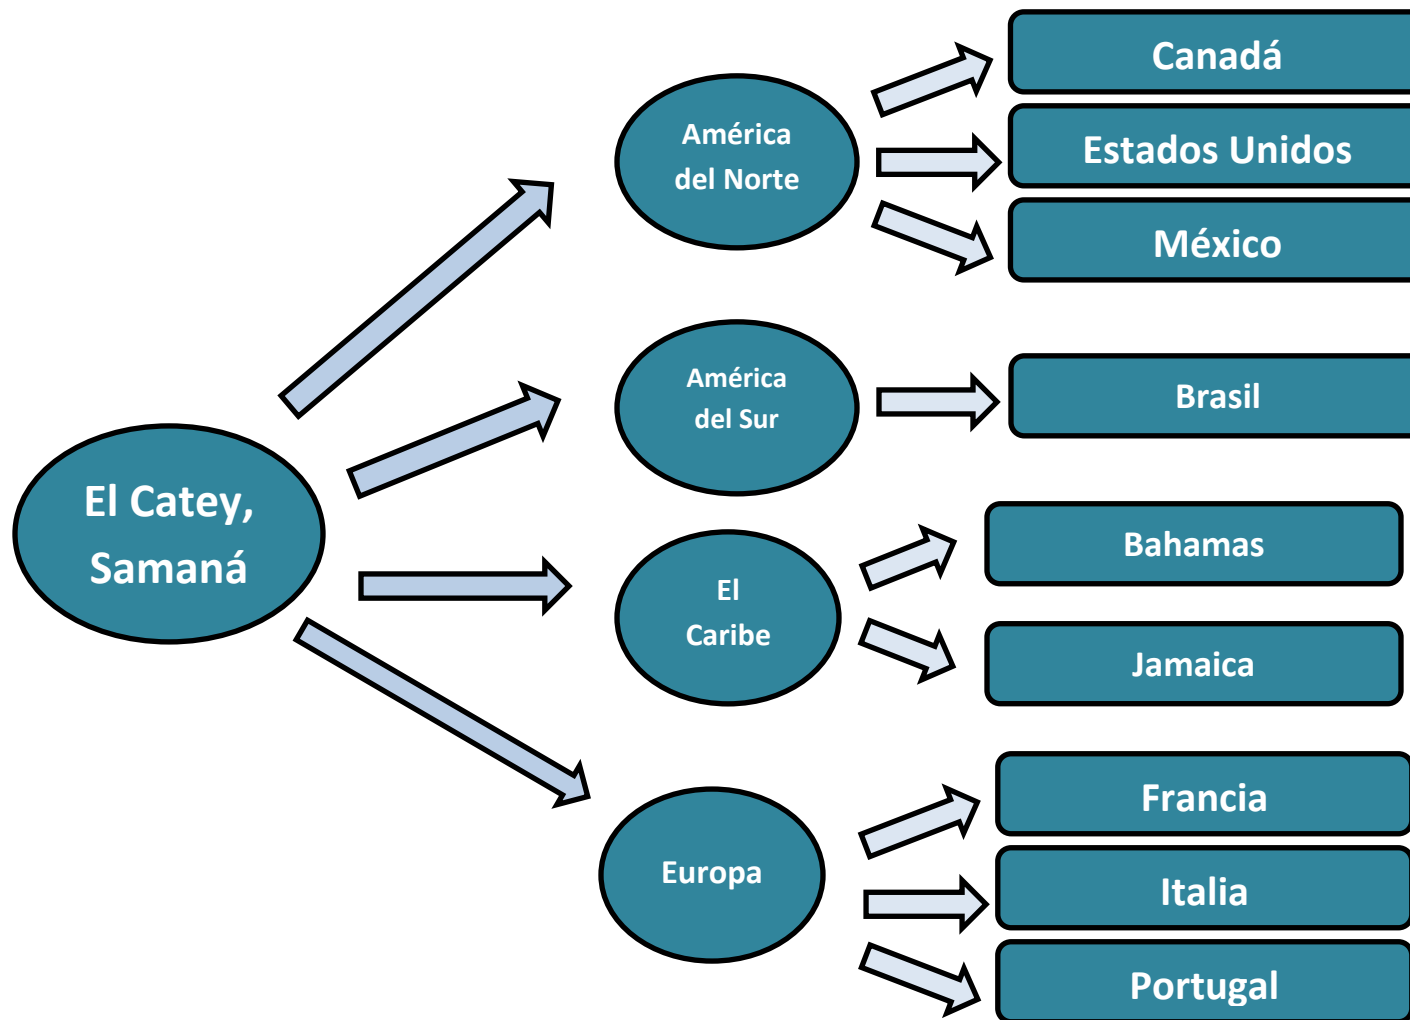 El Catey,
Samaná
América
del Norte
Canadá
Estados Unidos
México
América
del Sur
Brasil
El
Caribe
Bahamas
Jamaica
Europa
Francia
Italia
Portugal